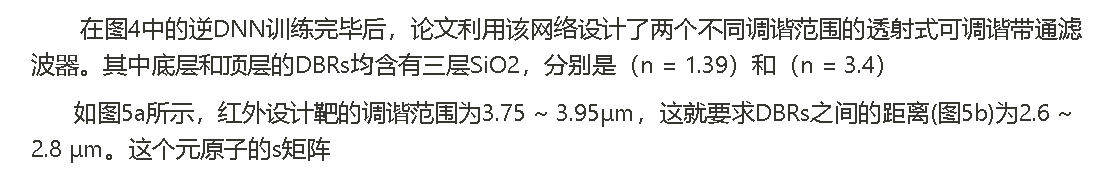 在图4中的逆DNN训练完毕后，论文利用该网络设计了两个不同调谐范围的透射式可调谐带通滤
波器。其中底层和顶层的DBRs均含有三层SiO2，分别是（n = 1.39）和（n = 3.4）
如图5a所示，红外设计靶的调谐范围为3.75 ~ 3.95μm，这就要求DBRs之间的距离(图5b)为2.6 ~
2.8 μm。这个元原子的s矩阵